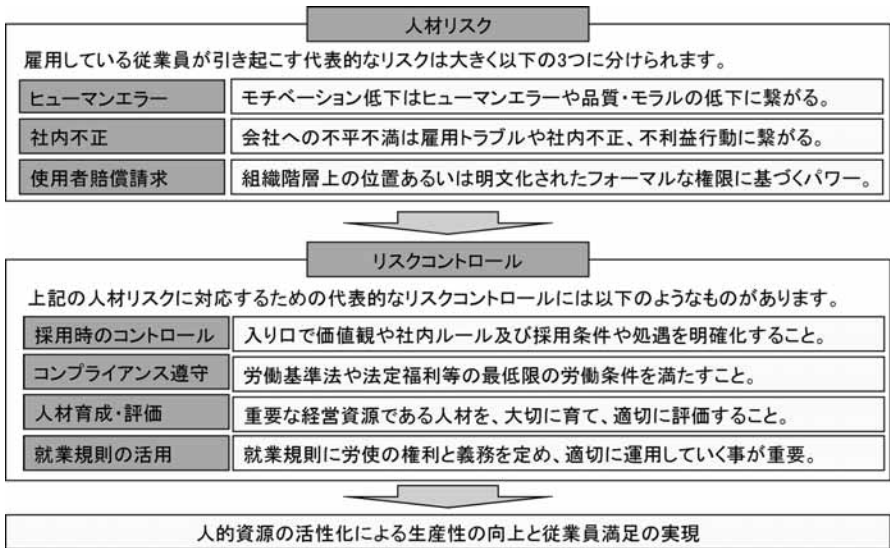 人材リスク
雇用している従業員が引き起こす代表的なリスクは大きく以下の3つに分けられます。
ヒューマンエラー
モチベーション低下はヒューマンエラーや品質・モラルの低下に繋がる。
社内不正
会社への不平不満は雇用トラブルや社内不正、不利益行動に繋がる。
使用者賠償請求
組織階層上の位置あるいは明文化されたフォーマルな権限に基づくパワー。
リスクコントロール
上記の人材リスクに対応するための代表的なリスクコントロールには以下のようなものがあります。
採用時のコントロール
入り口で価値観や社内ルール及び採用条件や処遇を明確化すること。
コンプライアンス遵守
労働基準法や法定福利等の最低限の労働条件を満たすこと。
人材育成・評価
重要な経営資源である人材を、大切に育て、適切に評価すること。
就業規則の活用
就業規則に労使の権利と義務を定め、適切に運用していく事が重要。
人的資源の活性化による生産性の向上と従業員満足の実現